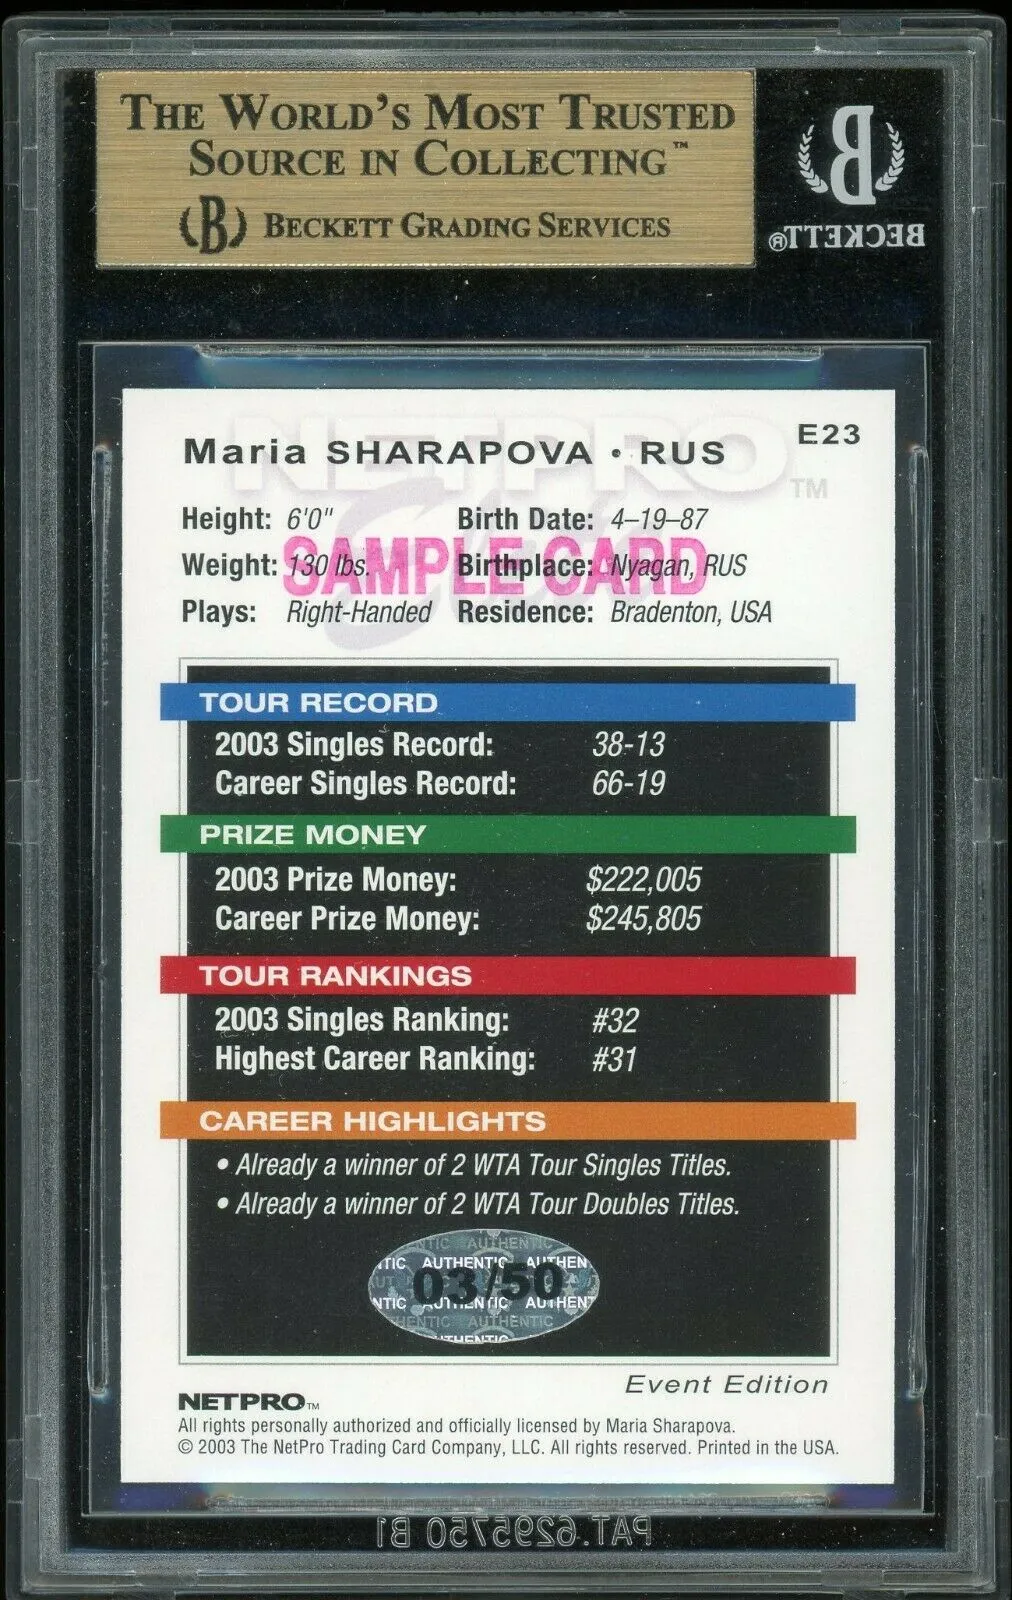 THE WORLD'S MOST TRUSTED
SOURCE IN COLLECTING™
B BECKETT GRADING SERVICES
B
BECKETT®
NETPRO
Elite
TM
Maria SHARAPOVA • RUS
E23
Height: 6'0" Birth Date: 4–19–87
Weight: 130 lbs. Birthplace: Nyagan, RUS
SAMPLE CARD
Plays: Right-Handed Residence: Bradenton, USA
TOUR RECORD
2003 Singles Record: 38-13
Career Singles Record: 66-19
PRIZE MONEY
2003 Prize Money: $222,005
Career Prize Money: $245,805
TOUR RANKINGS
2003 Singles Ranking: #32
Highest Career Ranking: #31
CAREER HIGHLIGHTS
• Already a winner of 2 WTA Tour Singles Titles.
• Already a winner of 2 WTA Tour Doubles Titles.
AUTHENTIC
AUTHENTIC
03/50
AUTHENTIC
AUTHENTIC
Event Edition
NETPRO™
All rights personally authorized and officially licensed by Maria Sharapova.
© 2003 The NetPro Trading Card Company, LLC. All rights reserved. Printed in the USA.
PAT.6295750 B1